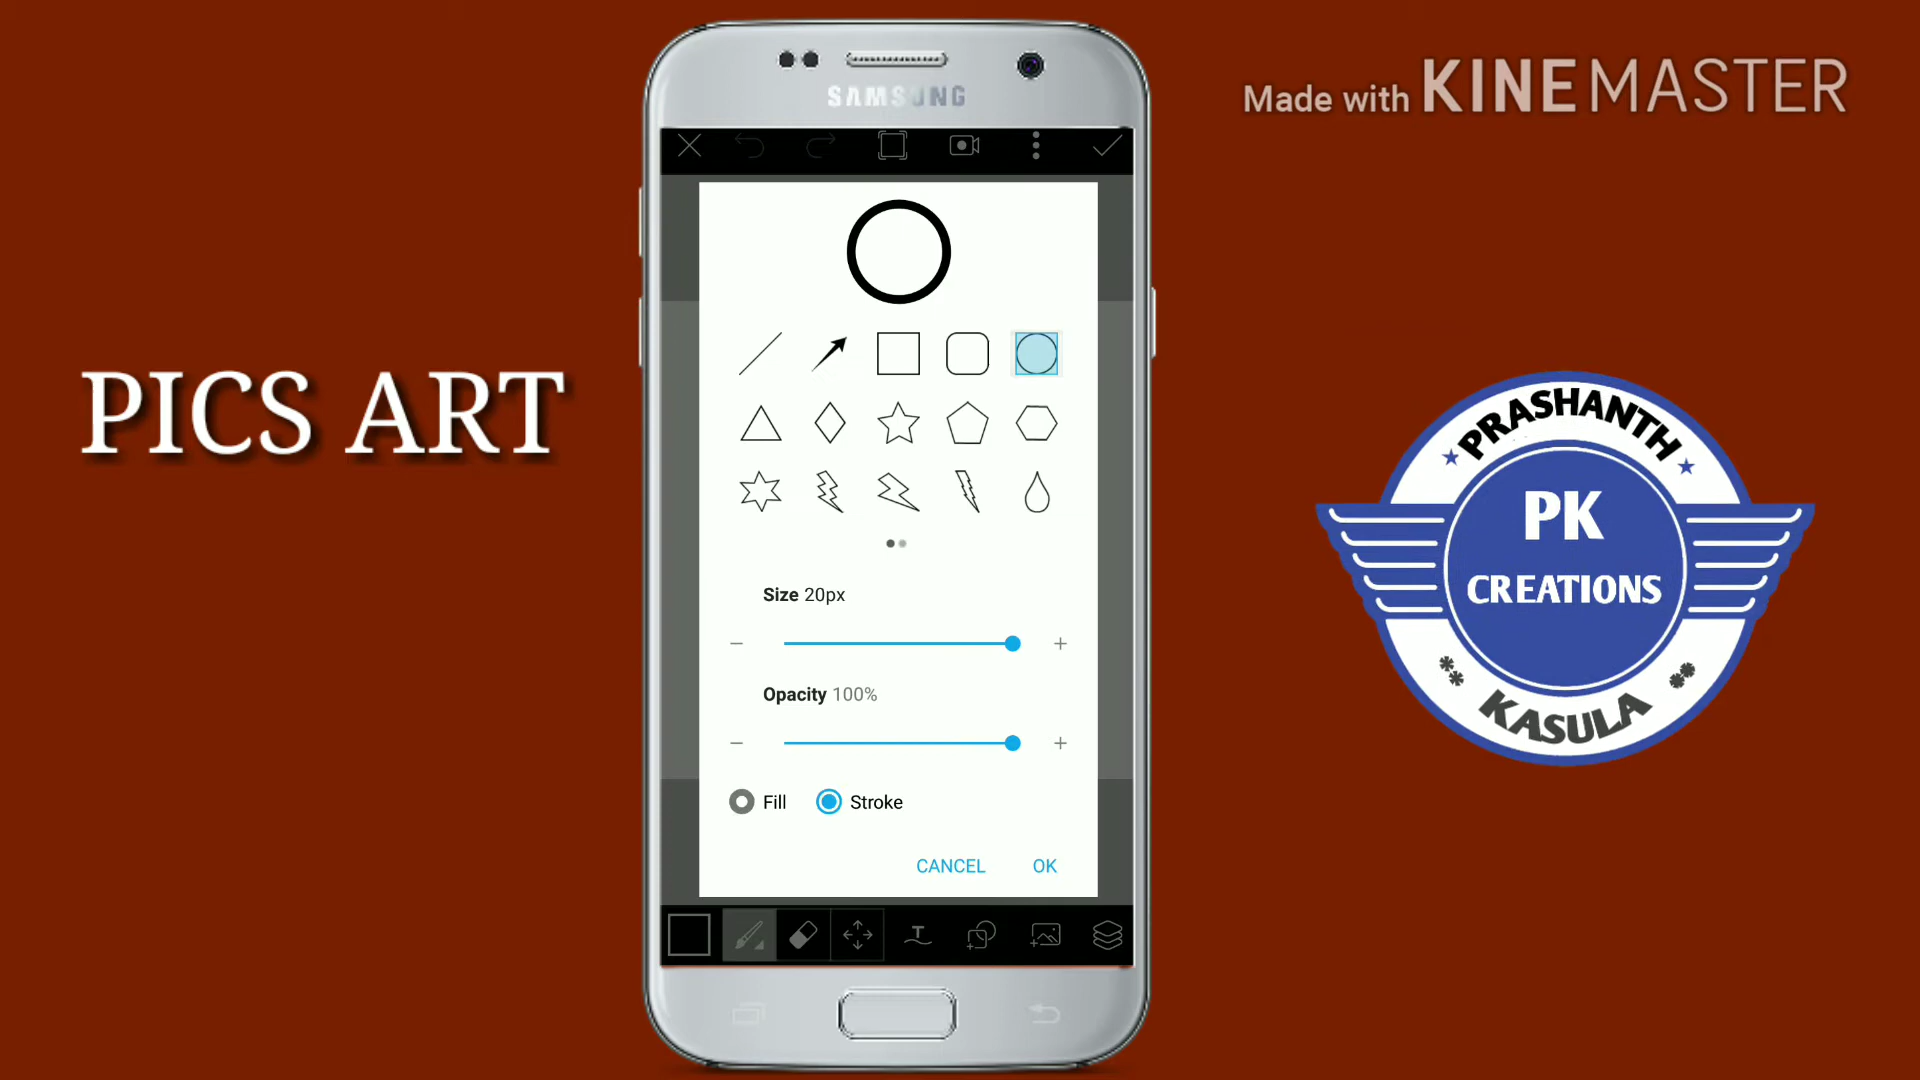 Made with KINEMASTER
SAMSUNG
PICS ART
Size 20px
Opacity 100%
Fill
Stroke
CANCEL
OK
T
PRASHANTH
PK
CREATIONS
KASULA